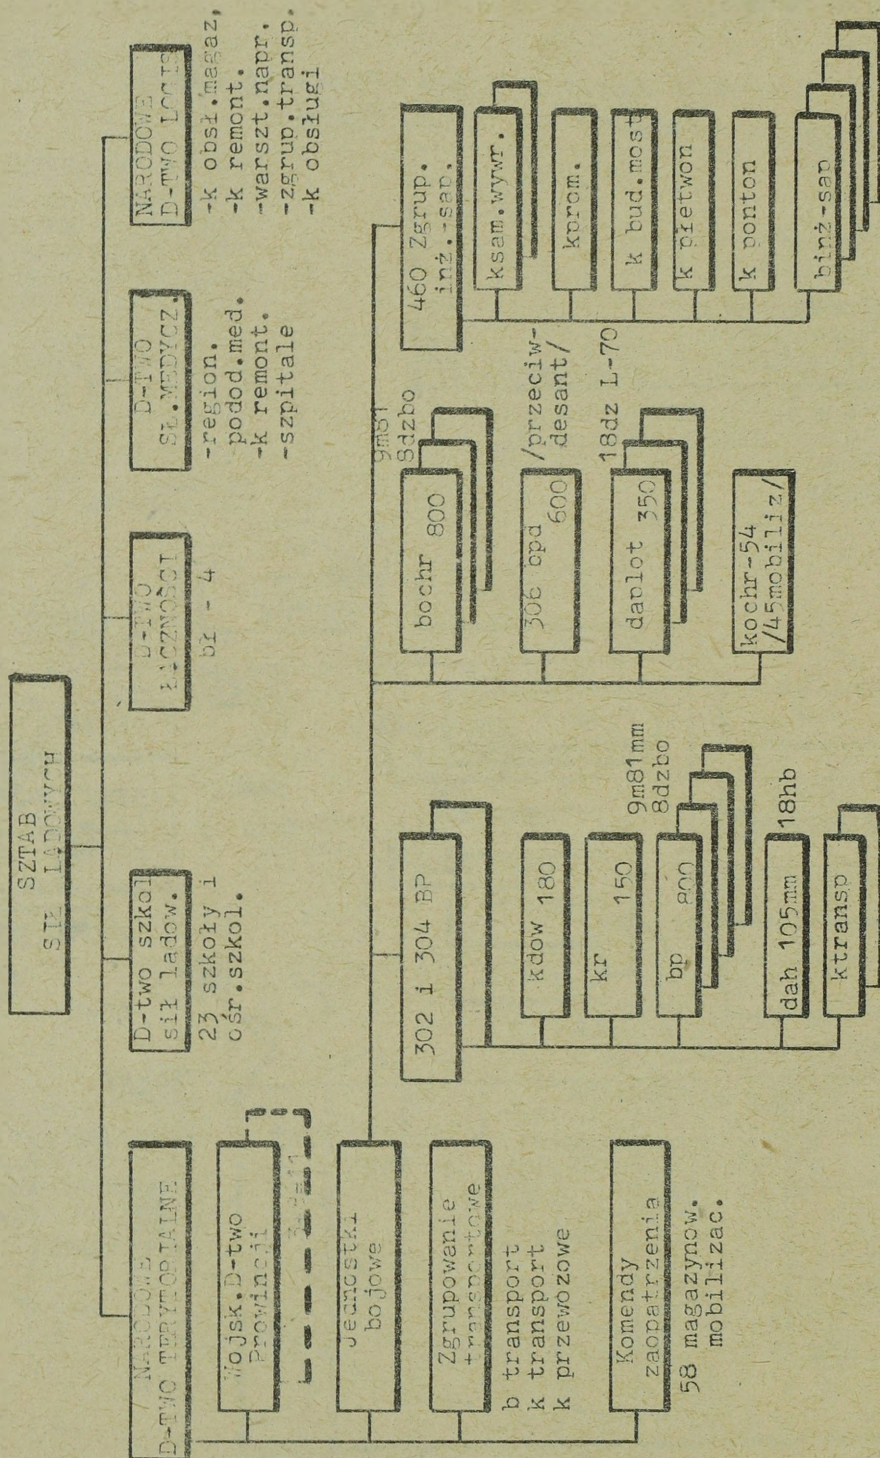 SZTAB
SIŁ LĄDOWYCH
NARODOWE
D-TWO TERYTORIALNE
D-two szkol
sił lądow.
23 szkoły i
ośr.szkol.
D-TWO
ŁĄCZNOŚCI
bł - 4
D-TWO
SŁ.MEDYCZ.
-region.
podod.med.
-k remont.
-szpitale
NARODOWE
D-TWO LOGIS
-k obsł.magaz.
-k remont.
-warszt.napr.
-zgrup.transp.
-k obsługi
Wojsk.D-two
Prowincji
Jednostki
bojowe
Zgrupowanie
transportowe
b transport
k transport
k przewozowe
Komendy
zaopatrzenia
58 magazynow.
mobilizac.
302 i 304 BP
kdow 180
kr 150
bp 800
9m81mm
8dzbo
dah 105mm
18hb
ktransp
bochr 800
9m81
8dzbo
306 bpd
600
/przeciw-
desant/
daplot 350
18dz L-70
kochr-54
/45mobiliz/
460 Zgrup.
inż.-sap.
ksam.wywr.
kprom.
k bud.most
k płetwon
k ponton
binż-sap